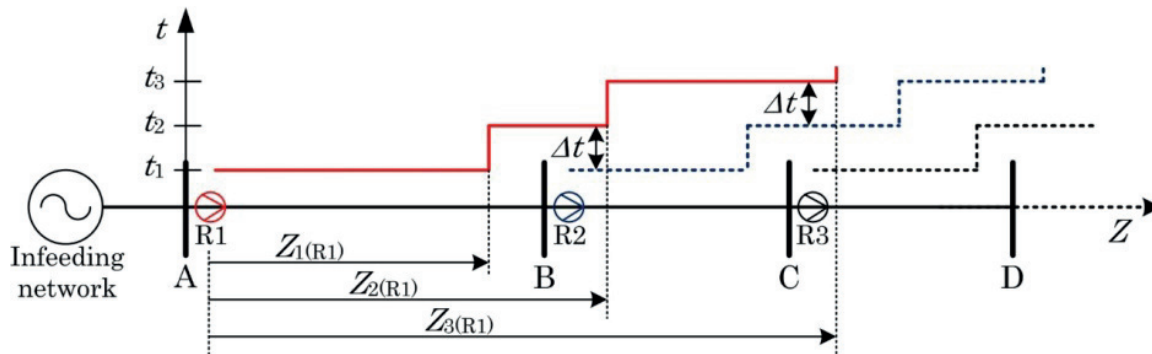 t
t3
t2
t1
Δt
Δt
R1
R2
R3
Z
Infeeding
network
A
B
C
D
Z1(R1)
Z2(R1)
Z3(R1)